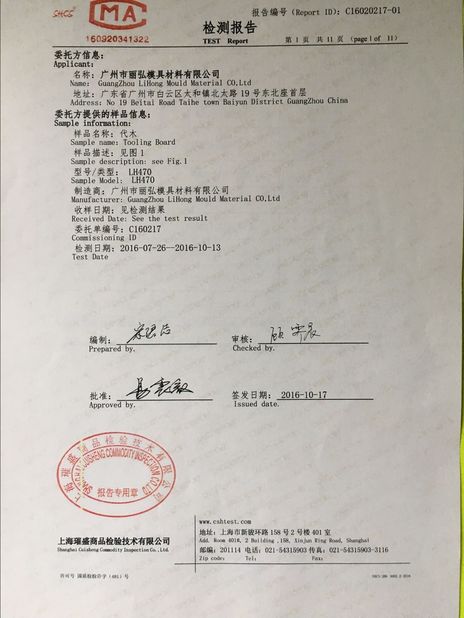 SHCS
MA
160920341322
报告编号 (Report ID): C16020217-01
检测报告
TEST Report
第 1 页 共 11 页 (page 1 of 11)
委托方信息:
Applicant:
名称: 广州市丽弘模具材料有限公司
Name: GuangZhou LiHong Mould Material CO.Ltd
地址: 广东省广州市白云区大和镇北太路 19 号东北座首层
Address: No 19 Beitai Road Taihe town Baiyun District GuangZhou China
委托方提供的样品信息:
Sample information:
样品名称: 代木
Sample name: Tooling Board
样品描述: 见图 1
Sample description: see Fig.1
型号/类型: LH470
Sample Model: LH470
制造商: 广州市丽弘模具材料有限公司
Manufacturer: GuangZhou LiHong Mould Material CO.Ltd
收样日期: 见检测结果
Received Date: See the test result
委托单编号: C160217
Commissioning ID
检测日期: 2016-07-26--2016-10-13
Test Date
编制:
Prepared by.
审核:
Checked by.
批准:
Approved by.
签发日期: 2016-10-17
Issued date.
上海璀盛商品检验技术有限公司
报告专用章
www.cshtest.com
上海璀盛商品检验技术有限公司
Shanghai Cuisheng Commodity Inspection Co.,Ltd
地址: 上海市新骏环路 158 号 2 号楼 401 室
Add. Room 401#, 2 Building ,158, Xinjun Ring Road, Shanghai
邮编: 201114 电话: 021-54315903 传真: 021-54315903-3116
Zip code Tel: Fax: